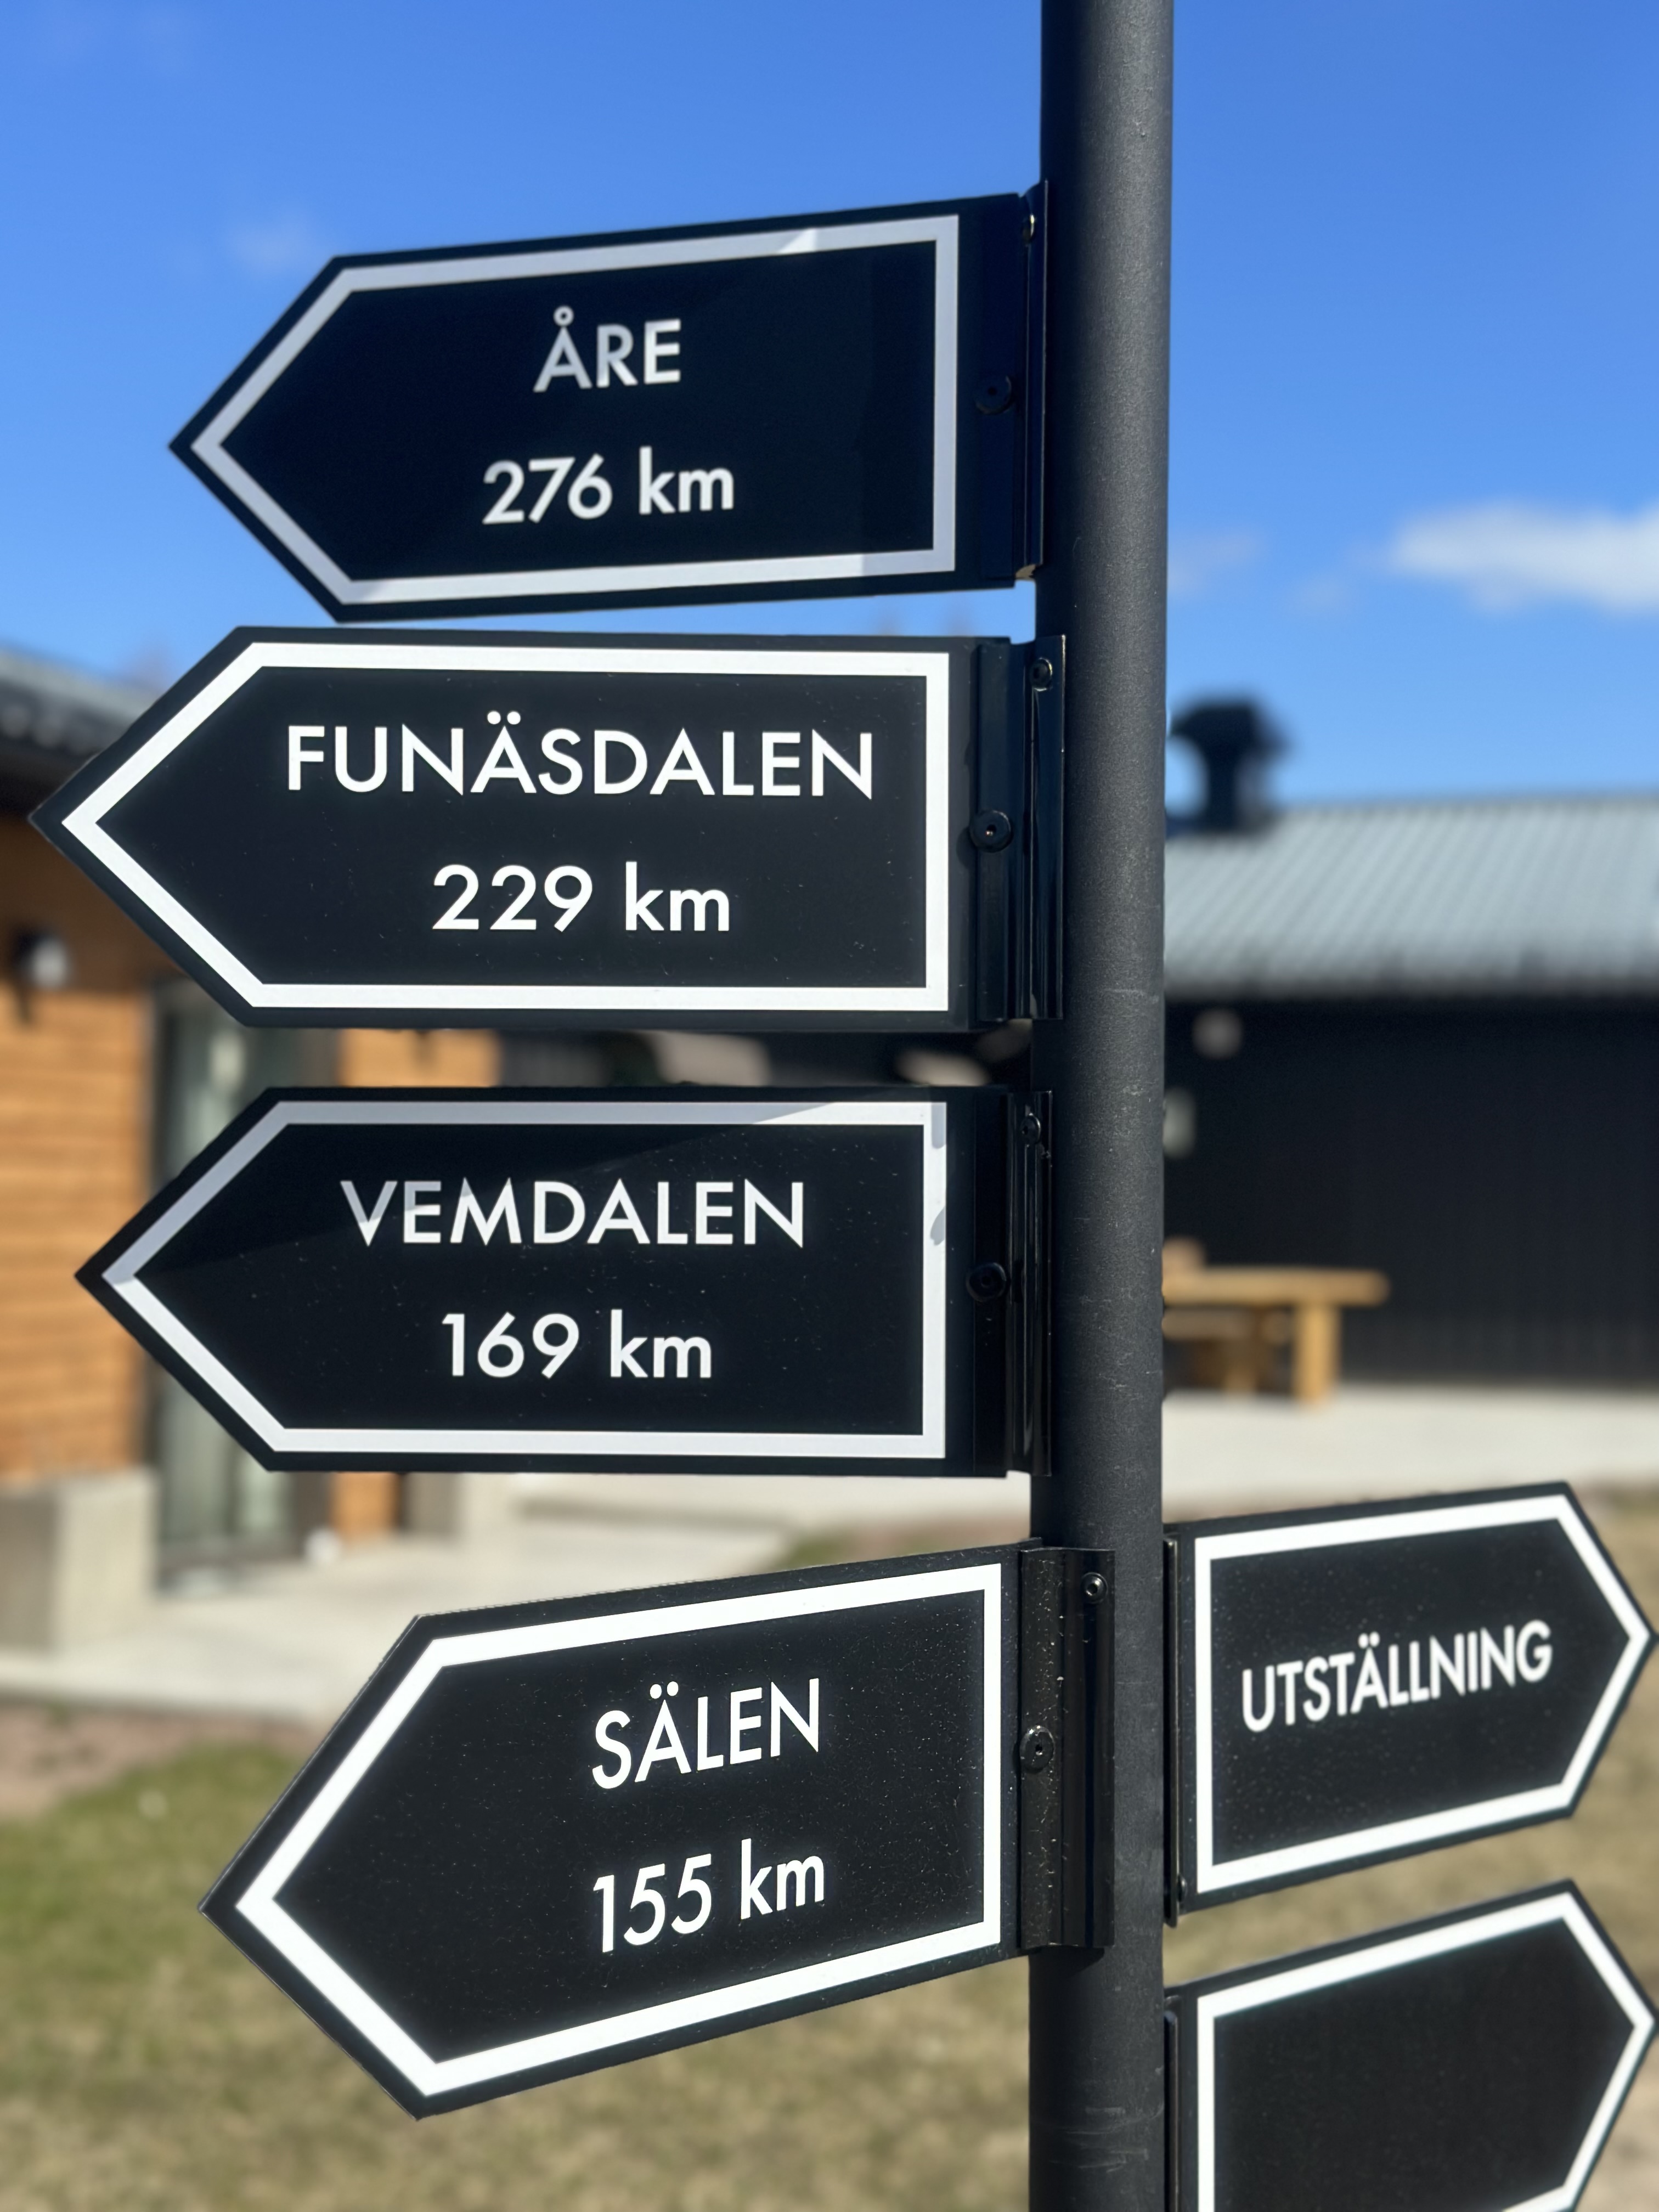 ÅRE
276 km
FUNÄSDALEN
229 km
VEMDALEN
169 km
SÄLEN
155 km
UTSTÄLLNING